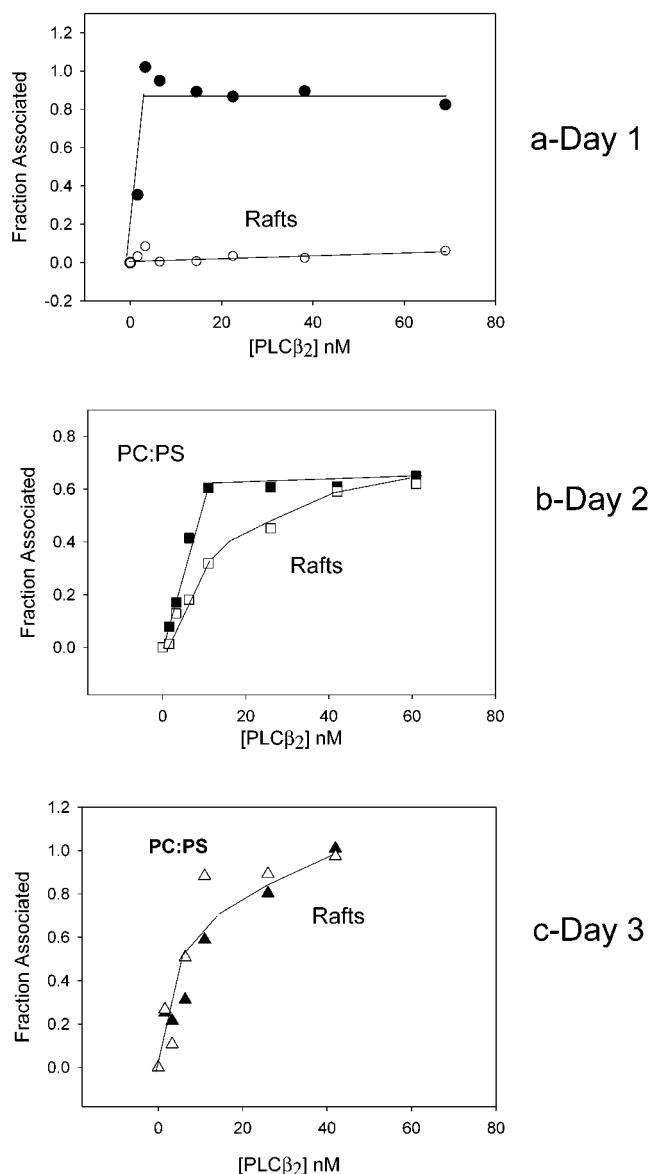 1.2
1.0
0.8
0.6
0.4
0.2
0.0
-0.2
Fraction Associated
Rafts
0 20 40 60 80
[PLCβ2] nM
a-Day 1
0.8
0.6
0.4
0.2
0.0
Fraction Associated
PC:PS
Rafts
0 20 40 60 80
[PLCβ2] nM
b-Day 2
1.2
1.0
0.8
0.6
0.4
0.2
0.0
Fraction Associated
PC:PS
Rafts
0 20 40 60 80
[PLCβ2] nM
c-Day 3